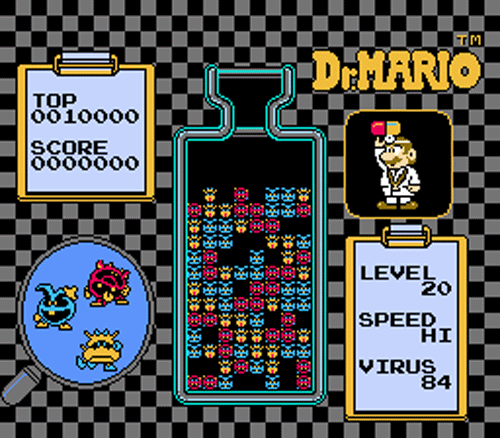 TM
Dr.MARIO
TOP
0010000
SCORE
0000000
LEVEL
20
SPEED
HI
VIRUS
84